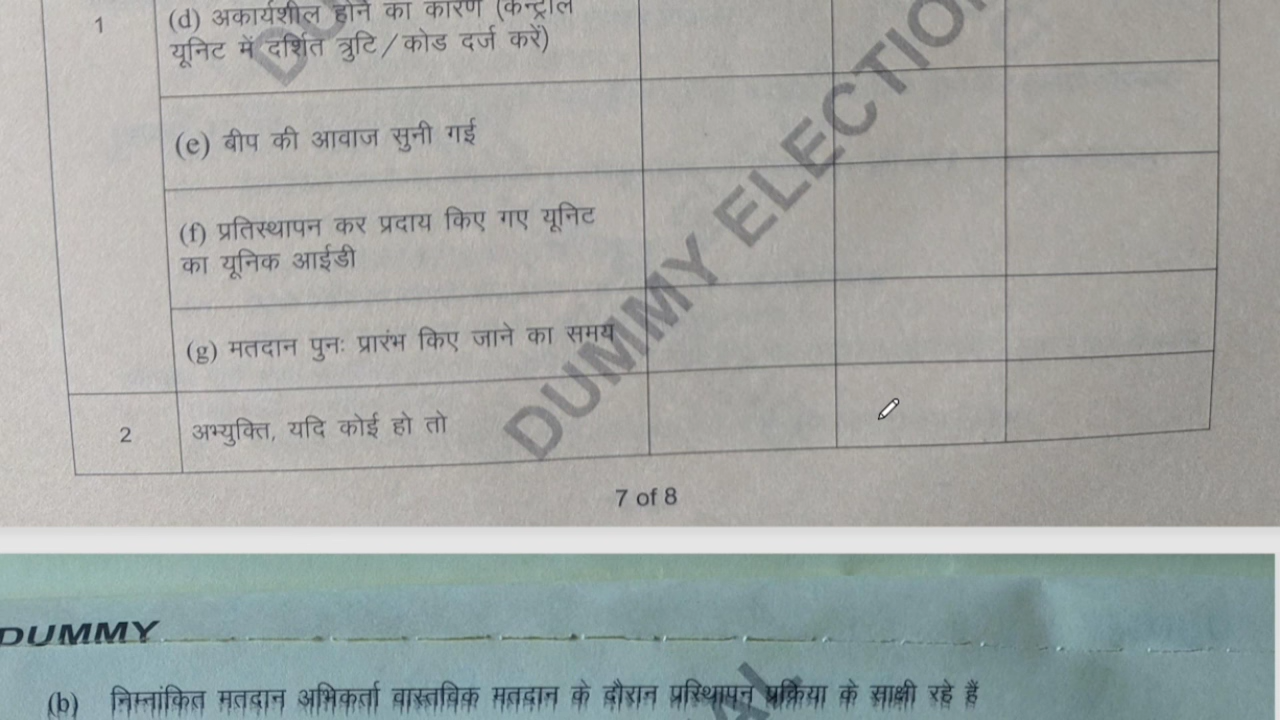 1
(d) अकार्यशील होने का कारण (कन्ट्रोल
यूनिट में दर्शित त्रुटि/कोड दर्ज करें)
(e) बीप की आवाज सुनी गई
(f) प्रतिस्थापन कर प्रदाय किए गए यूनिट
का यूनिक आईडी
(g) मतदान पुनः प्रारंभ किए जाने का समय
2
अभ्युक्ति, यदि कोई हो तो
DUMMY ELECTION
7 of 8
DUMMY
(b) निम्नांकित मतदान अभिकर्ता वास्तविक मतदान के दौरान प्रस्थिापन प्रक्रिया के साक्षी रहे हैं